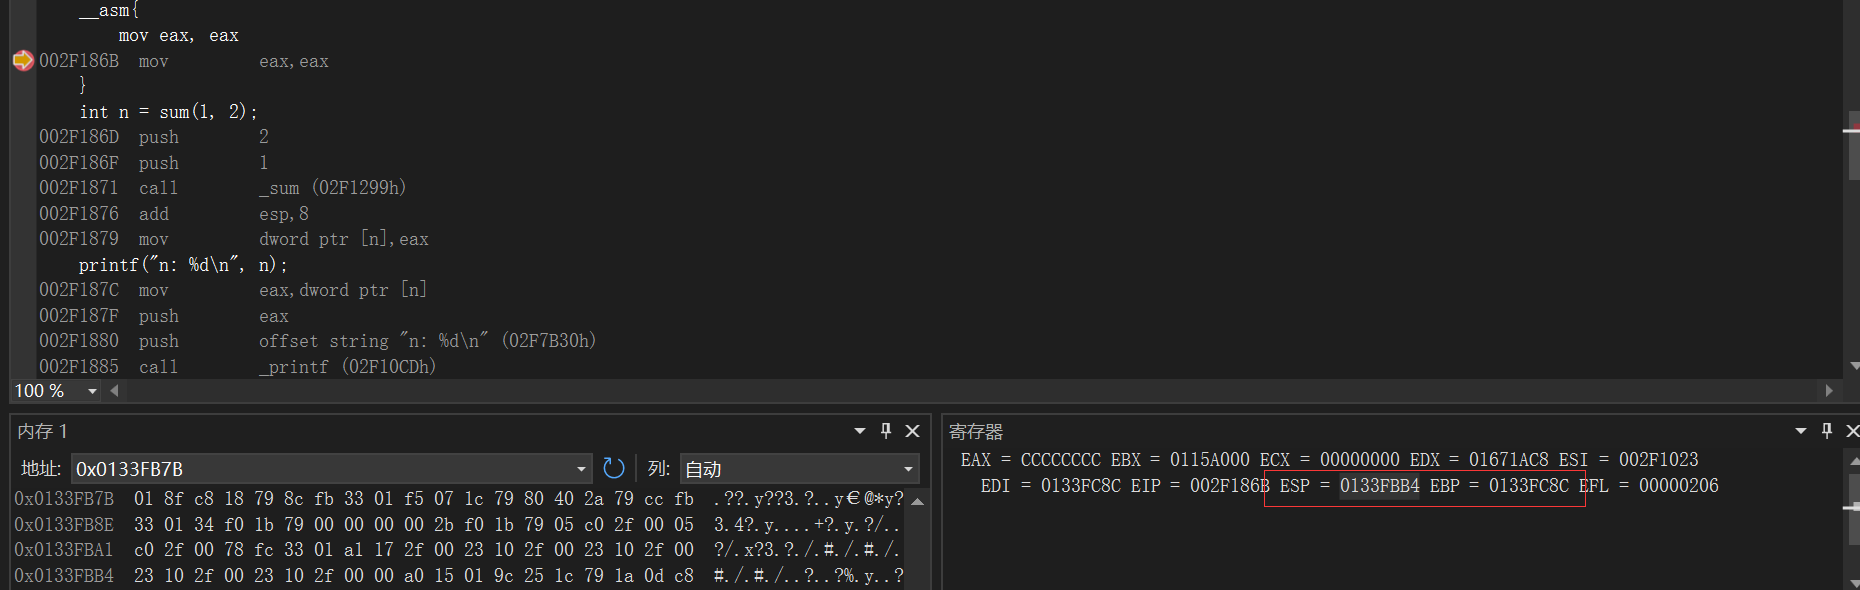 __asm{
mov eax, eax
002F186B mov eax,eax
}
int n = sum(1, 2);
002F186D push 2
002F186F push 1
002F1871 call _sum (02F1299h)
002F1876 add esp,8
002F1879 mov dword ptr [n],eax
printf("n: %d\n", n);
002F187C mov eax,dword ptr [n]
002F187F push eax
002F1880 push offset string "n: %d\n" (02F7B30h)
002F1885 call _printf (02F10CDh)
100 %
内存 1
地址: 0x0133FB7B 列: 自动
0x0133FB7B 01 8f c8 18 79 8c fb 33 01 f5 07 1c 79 80 40 2a 79 cc fb .??.y??3.?..y€@*y?
0x0133FB8E 33 01 34 f0 1b 79 00 00 00 00 2b f0 1b 79 05 c0 2f 00 05 3.4?.y....+?.y.?/..
0x0133FBA1 c0 2f 00 78 fc 33 01 a1 17 2f 00 23 10 2f 00 23 10 2f 00 ?/.x?3.?./.#./.#./.
0x0133FBB4 23 10 2f 00 23 10 2f 00 00 a0 15 01 9c 25 1c 79 1a 0d c8 #./.#./..?..?%.y..?
寄存器
EAX = CCCCCCCC EBX = 0115A000 ECX = 00000000 EDX = 01671AC8 ESI = 002F1023
EDI = 0133FC8C EIP = 002F186B ESP = 0133FBB4 EBP = 0133FC8C EFL = 00000206